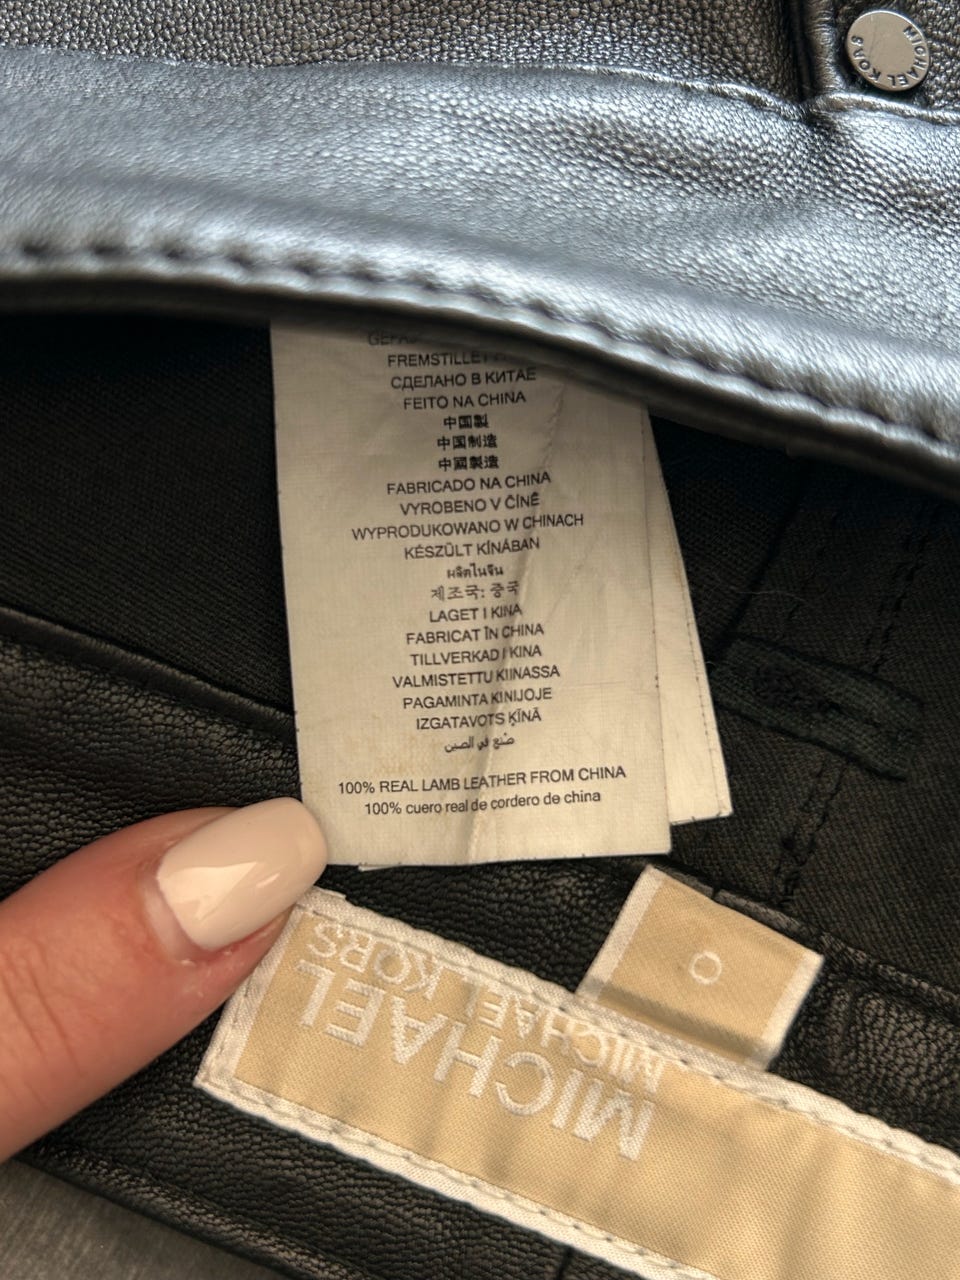 MICHAEL KORS
FREMSTILLET I
СДЕЛАНО В КИТАЕ
FEITO NA CHINA
中国製
中国制造
中國製造
FABRICADO NA CHINA
VYROBENO V ČÍNĚ
WYPRODUKOWANO W CHINACH
KÉSZÜLT KÍNÁBAN
ผลิตในจีน
제조국: 중국
LAGET I KINA
FABRICAT ÎN CHINA
TILLVERKAD I KINA
VALMISTETTU KIINASSA
PAGAMINTA KINIJOJE
IZGATAVOTS ĶĪNĀ
صنع في الصين
100% REAL LAMB LEATHER FROM CHINA
100% cuero real de cordero de china
0
MICHAEL KORS
MICHAEL
MICHAEL